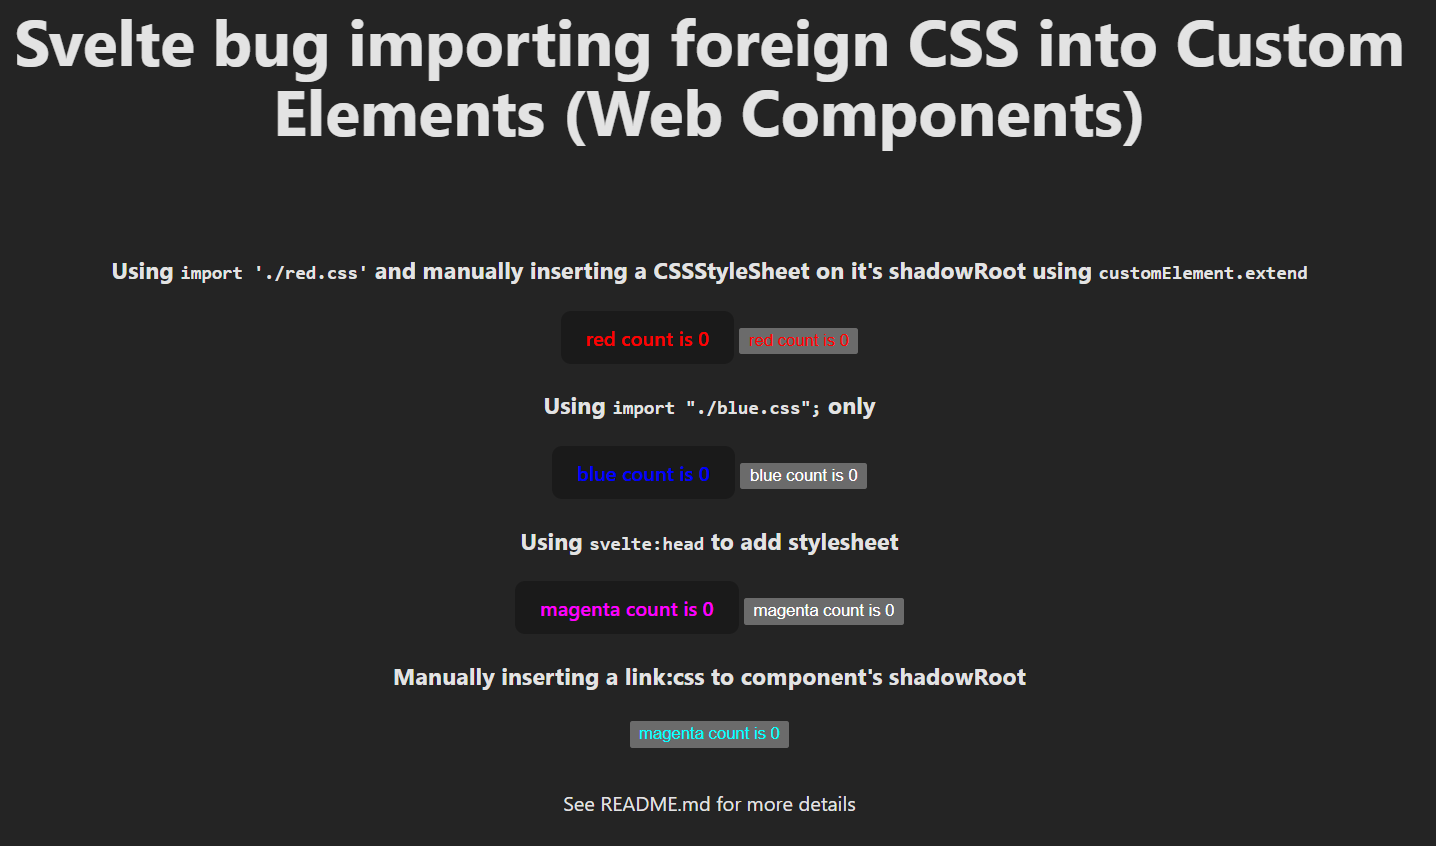 Svelte bug importing foreign CSS into Custom
Elements (Web Components)
Using import './red.css' and manually inserting a CSSStyleSheet on it's shadowRoot using customElement.extend
red count is 0 red count is 0
Using import "./blue.css"; only
blue count is 0 blue count is 0
Using svelte:head to add stylesheet
magenta count is 0 magenta count is 0
Manually inserting a link:css to component's shadowRoot
magenta count is 0
See README.md for more details